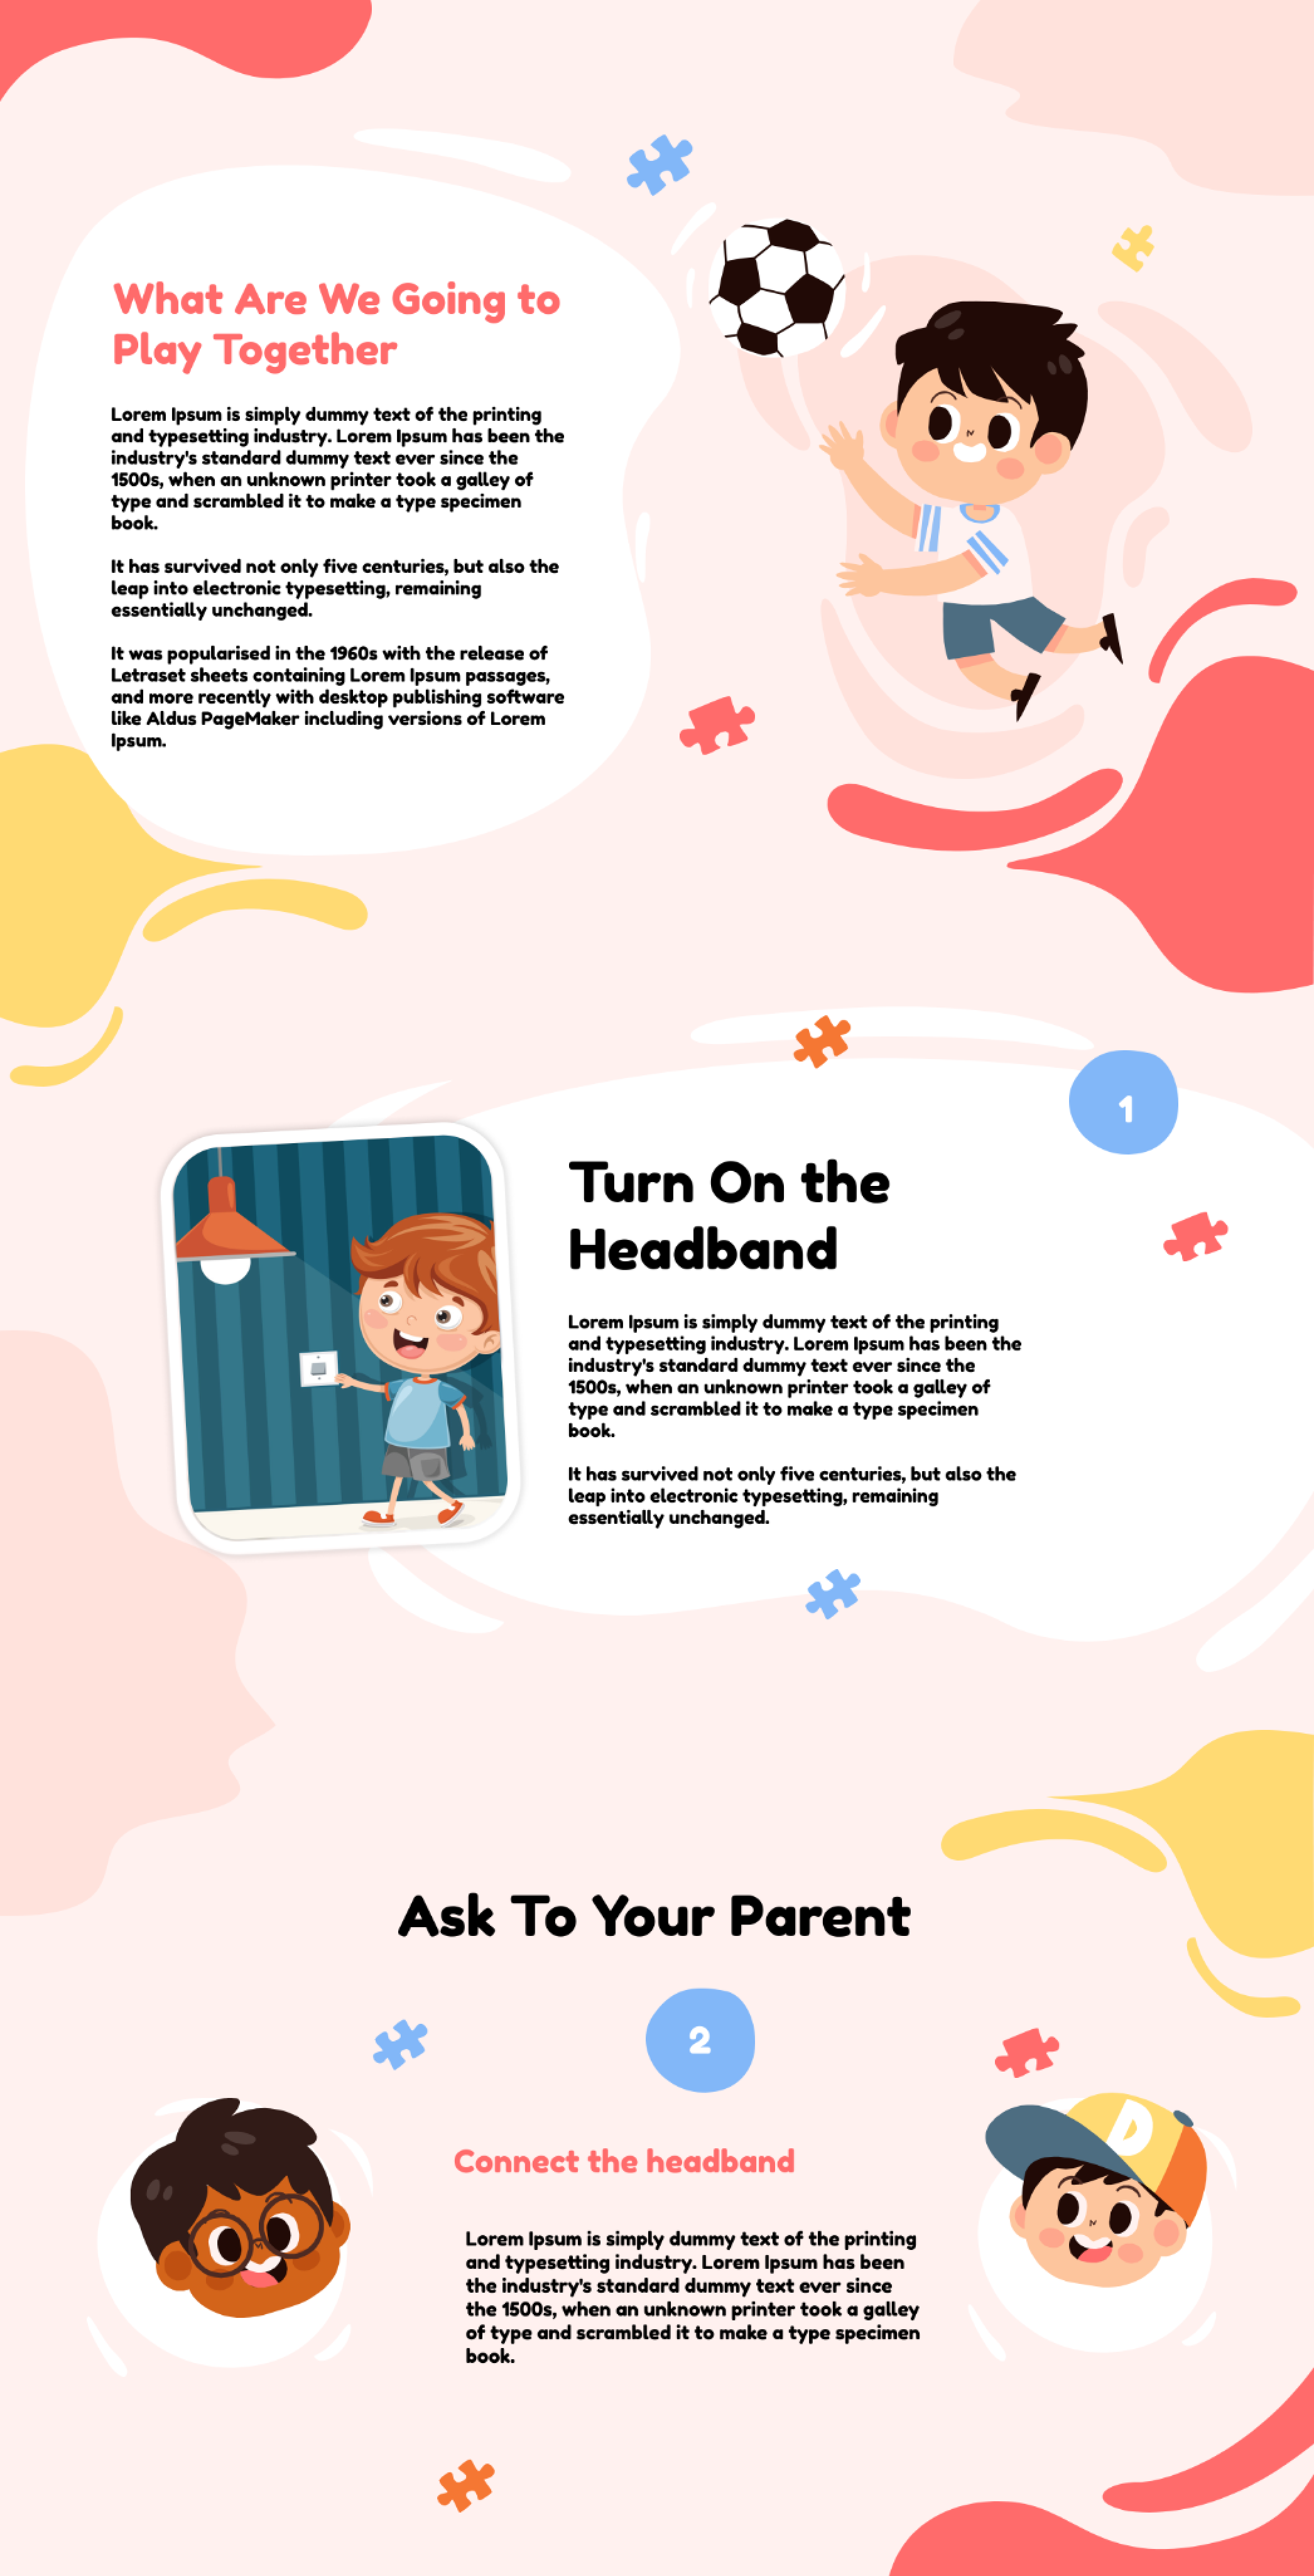 What Are We Going to
Play Together
Lorem Ipsum is simply dummy text of the printing
and typesetting industry. Lorem Ipsum has been the
industry's standard dummy text ever since the
1500s, when an unknown printer took a galley of
type and scrambled it to make a type specimen
book.
It has survived not only five centuries, but also the
leap into electronic typesetting, remaining
essentially unchanged.
It was popularised in the 1960s with the release of
Letraset sheets containing Lorem Ipsum passages,
and more recently with desktop publishing software
like Aldus PageMaker including versions of Lorem
Ipsum.
1
Turn On the
Headband
Lorem Ipsum is simply dummy text of the printing
and typesetting industry. Lorem Ipsum has been the
industry's standard dummy text ever since the
1500s, when an unknown printer took a galley of
type and scrambled it to make a type specimen
book.
It has survived not only five centuries, but also the
leap into electronic typesetting, remaining
essentially unchanged.
Ask To Your Parent
2
D
Connect the headband
Lorem Ipsum is simply dummy text of the printing
and typesetting industry. Lorem Ipsum has been
the industry's standard dummy text ever since
the 1500s, when an unknown printer took a galley
of type and scrambled it to make a type specimen
book.